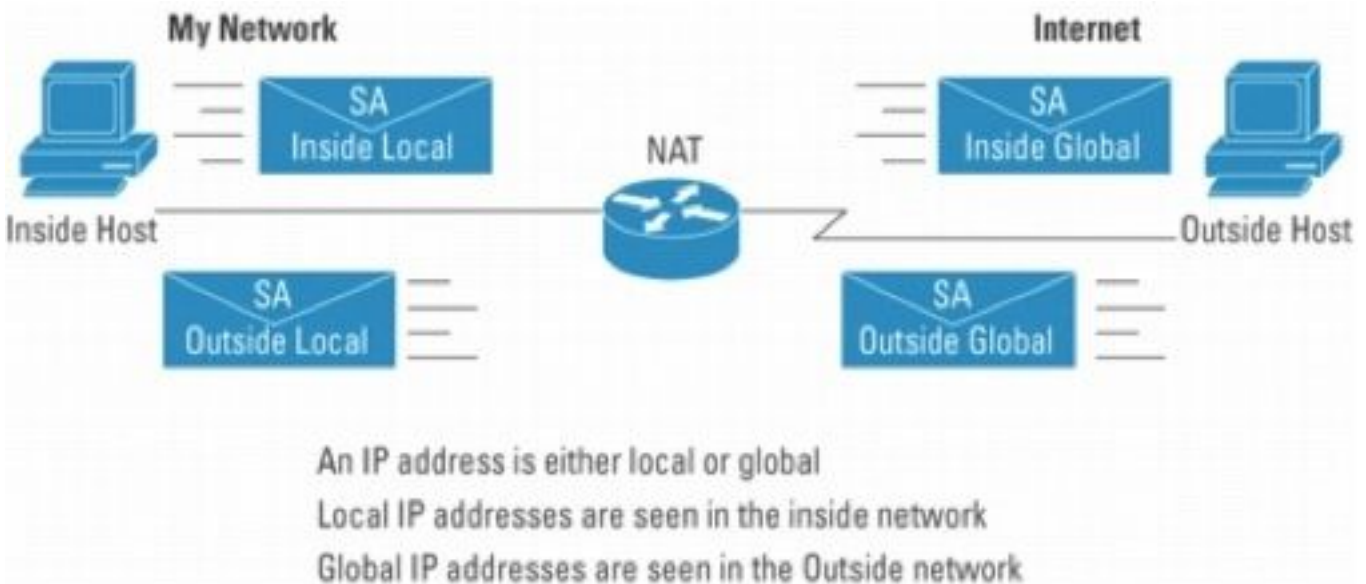 My Network
Internet
SA
Inside Local
NAT
SA
Inside Global
Inside Host
Outside Host
SA
Outside Local
SA
Outside Global
An IP address is either local or global
Local IP addresses are seen in the inside network
Global IP addresses are seen in the Outside network